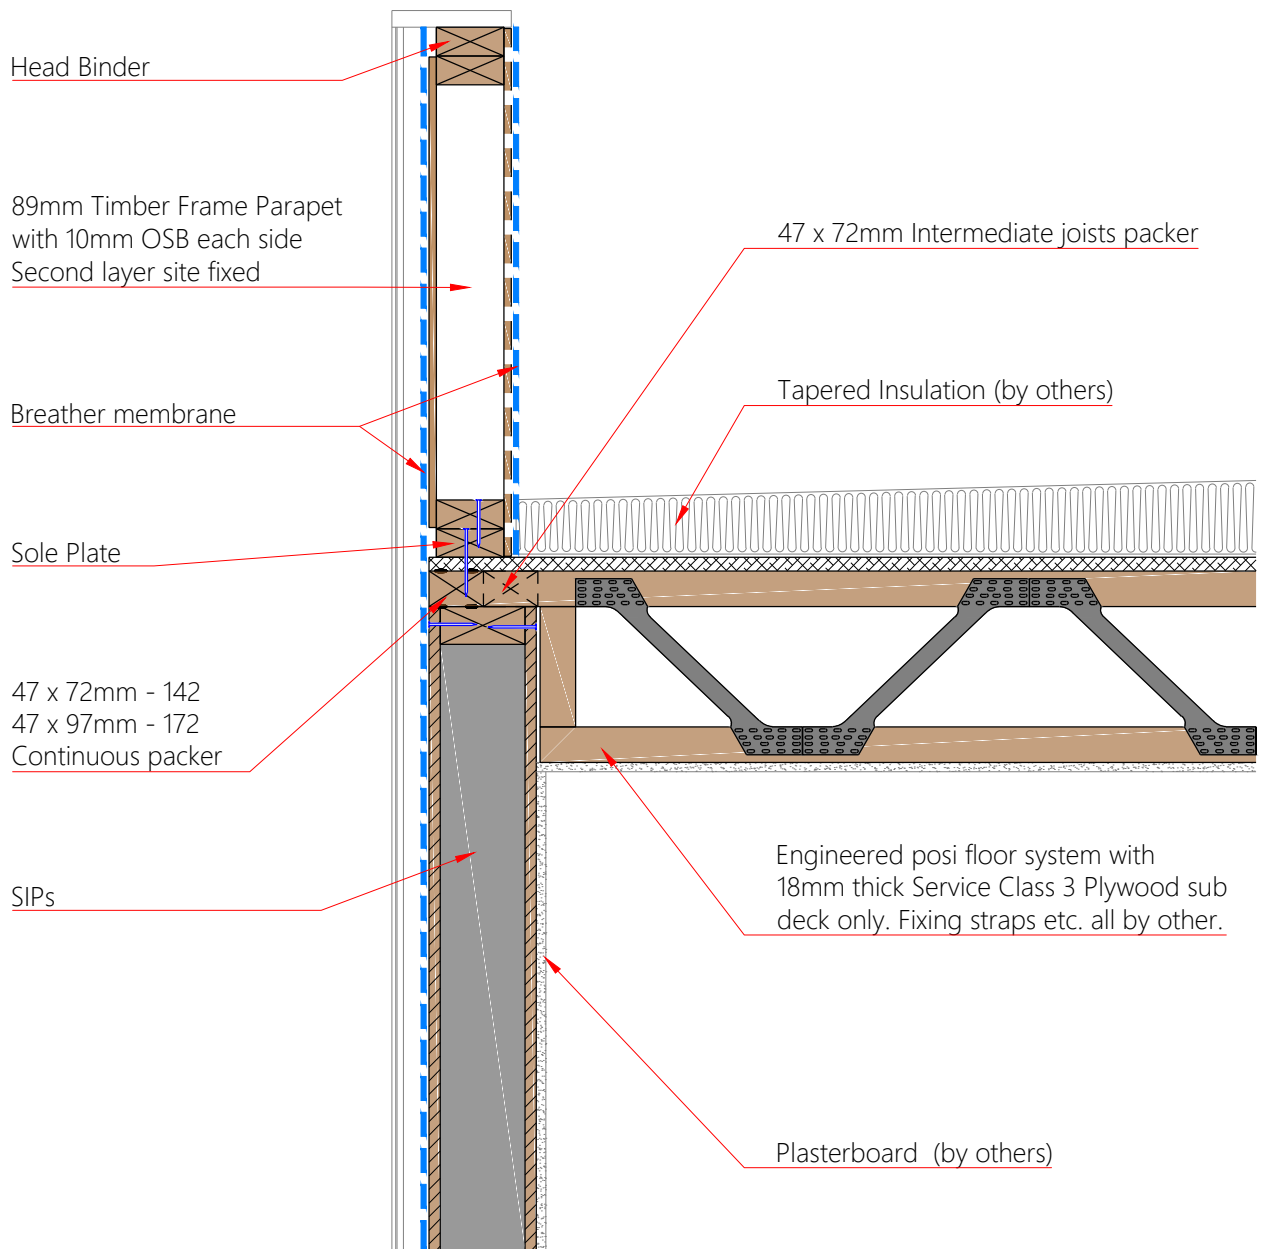 Head Binder
89mm Timber Frame Parapet
with 10mm OSB each side
Second layer site fixed
47 x 72mm Intermediate joists packer
Tapered Insulation (by others)
Breather membrane
Sole Plate
47 x 72mm - 142
47 x 97mm - 172
Continuous packer
Engineered posi floor system with
18mm thick Service Class 3 Plywood sub
deck only. Fixing straps etc. all by other.
SIPs
Plasterboard  (by others)